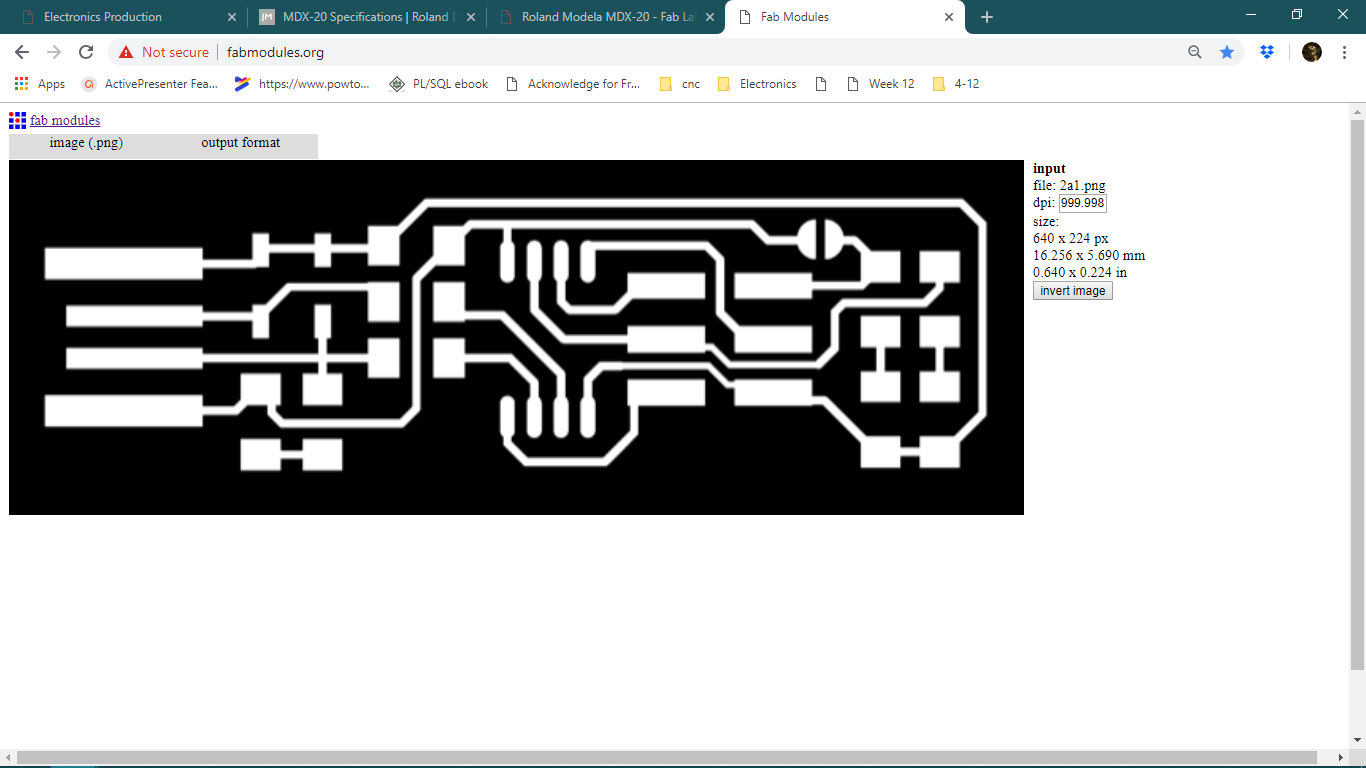 Electronics Production
MDX-20 Specifications | Roland D
Roland Modela MDX-20 - Fab La
Fab Modules
Not secure
fabmodules.org
Apps
ActivePresenter Fea...
https://www.powto...
PL/SQL ebook
Acknowledge for Fr...
cnc
Electronics
Week 12
4-12
fab modules
image (.png)
output format
input
file: 2a1.png
dpi: 999.998
size:
640 x 224 px
16.256 x 5.690 mm
0.640 x 0.224 in
invert image